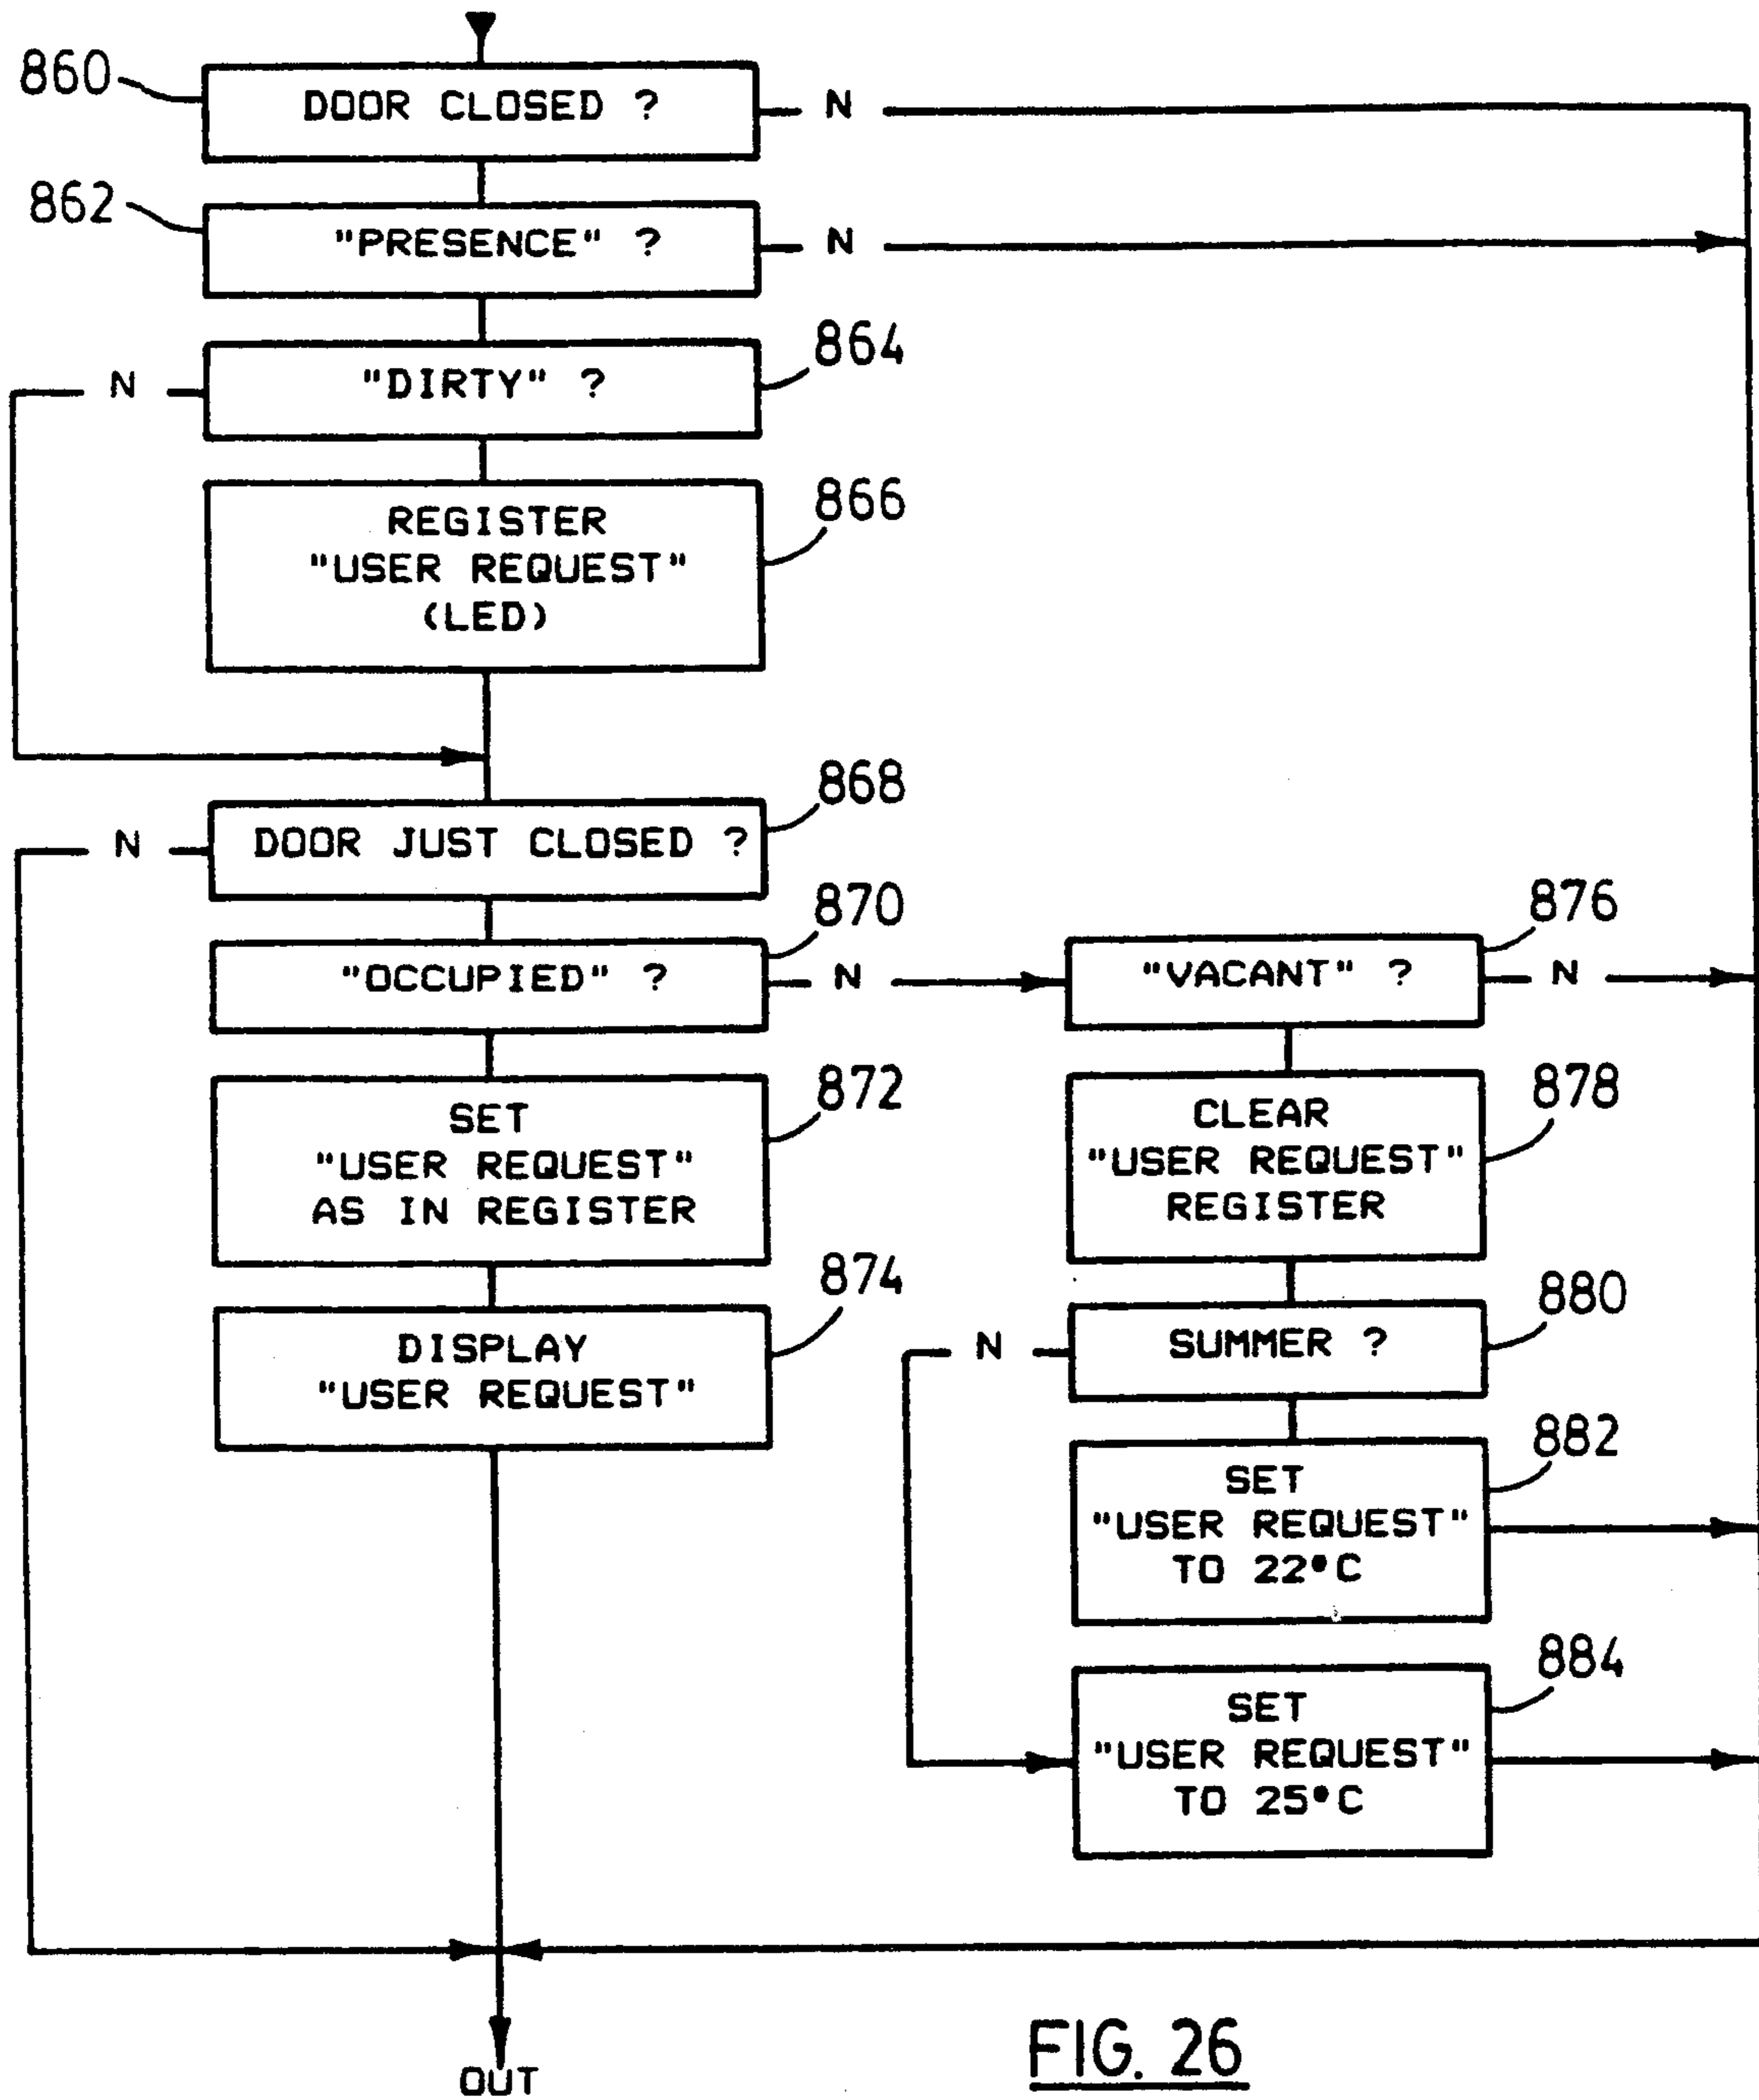 860
DOOR CLOSED ?
N
862
"PRESENCE" ?
N
864
N
"DIRTY" ?
866
REGISTER
"USER REQUEST"
(LED)
868
N
DOOR JUST CLOSED ?
870
"OCCUPIED" ?
N
876
"VACANT" ?
N
872
SET
"USER REQUEST"
AS IN REGISTER
878
CLEAR
"USER REQUEST"
REGISTER
874
DISPLAY
"USER REQUEST"
880
N
SUMMER ?
882
SET
"USER REQUEST"
TO 22°C
884
SET
"USER REQUEST"
TO 25°C
OUT
FIG. 26